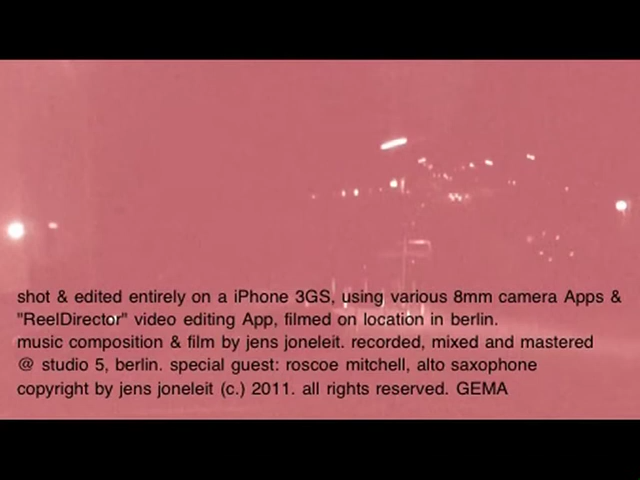 shot & edited entirely on a iPhone 3GS, using various 8mm camera Apps &
"ReelDirector" video editing App, filmed on location in berlin.
music composition & film by jens joneleit. recorded, mixed and mastered
@ studio 5, berlin. special guest: roscoe mitchell, alto saxophone
copyright by jens joneleit (c.) 2011. all rights reserved. GEMA